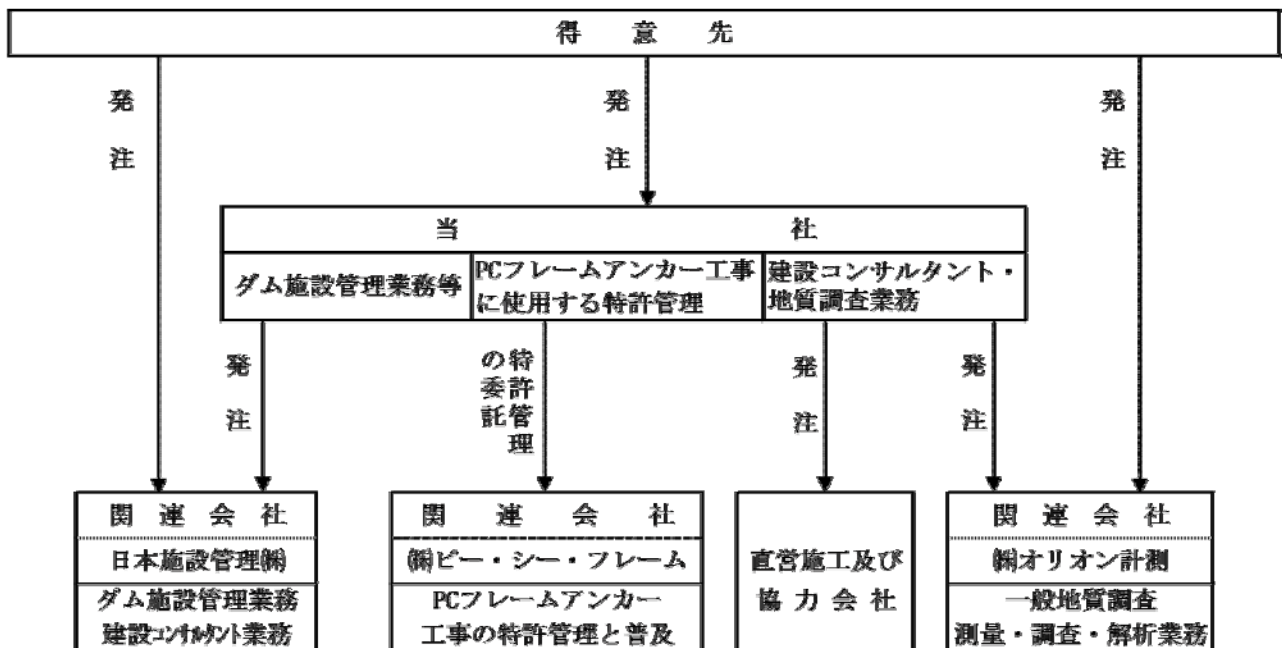 得意先
発注
発注
発注
当社
ダム施設管理業務等
PCフレームアンカー工事
に使用する特許管理
建設コンサルタント・
地質調査業務
発注
特許管理
の委託
発注
発注
関連会社
日本施設管理㈱
ダム施設管理業務
建設コンサルタント業務
関連会社
㈱ピー・シー・フレーム
PCフレームアンカー
工事の特許管理と普及
直営施工及び
協力会社
関連会社
㈱オリオン計測
一般地質調査
測量・調査・解析業務